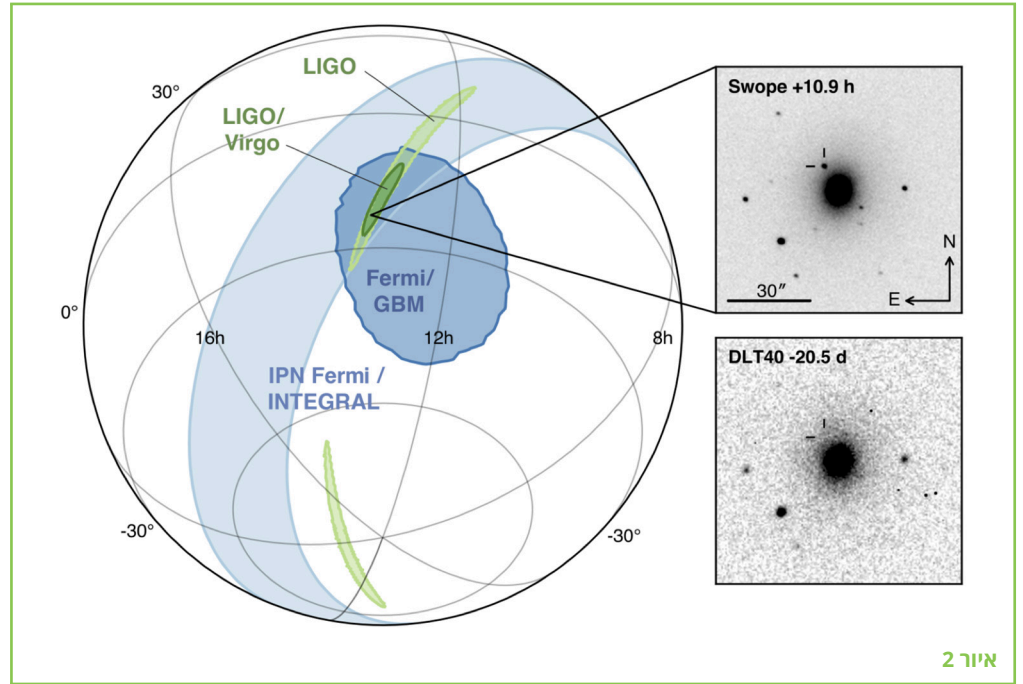 LIGO
30°
LIGO/
Virgo
Fermi/
GBM
0°
16h
12h
8h
IPN Fermi /
INTEGRAL
-30°
-30°
Swope +10.9 h
30″
N
E
DLT40 -20.5 d
איור 2